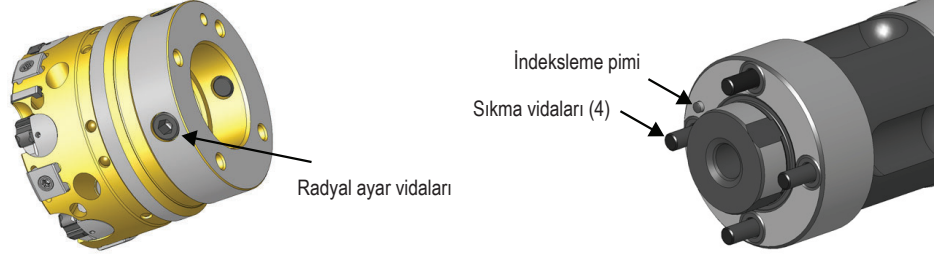 İndeksleme pimi
Sıkma vidaları (4)
Radyal ayar vidaları